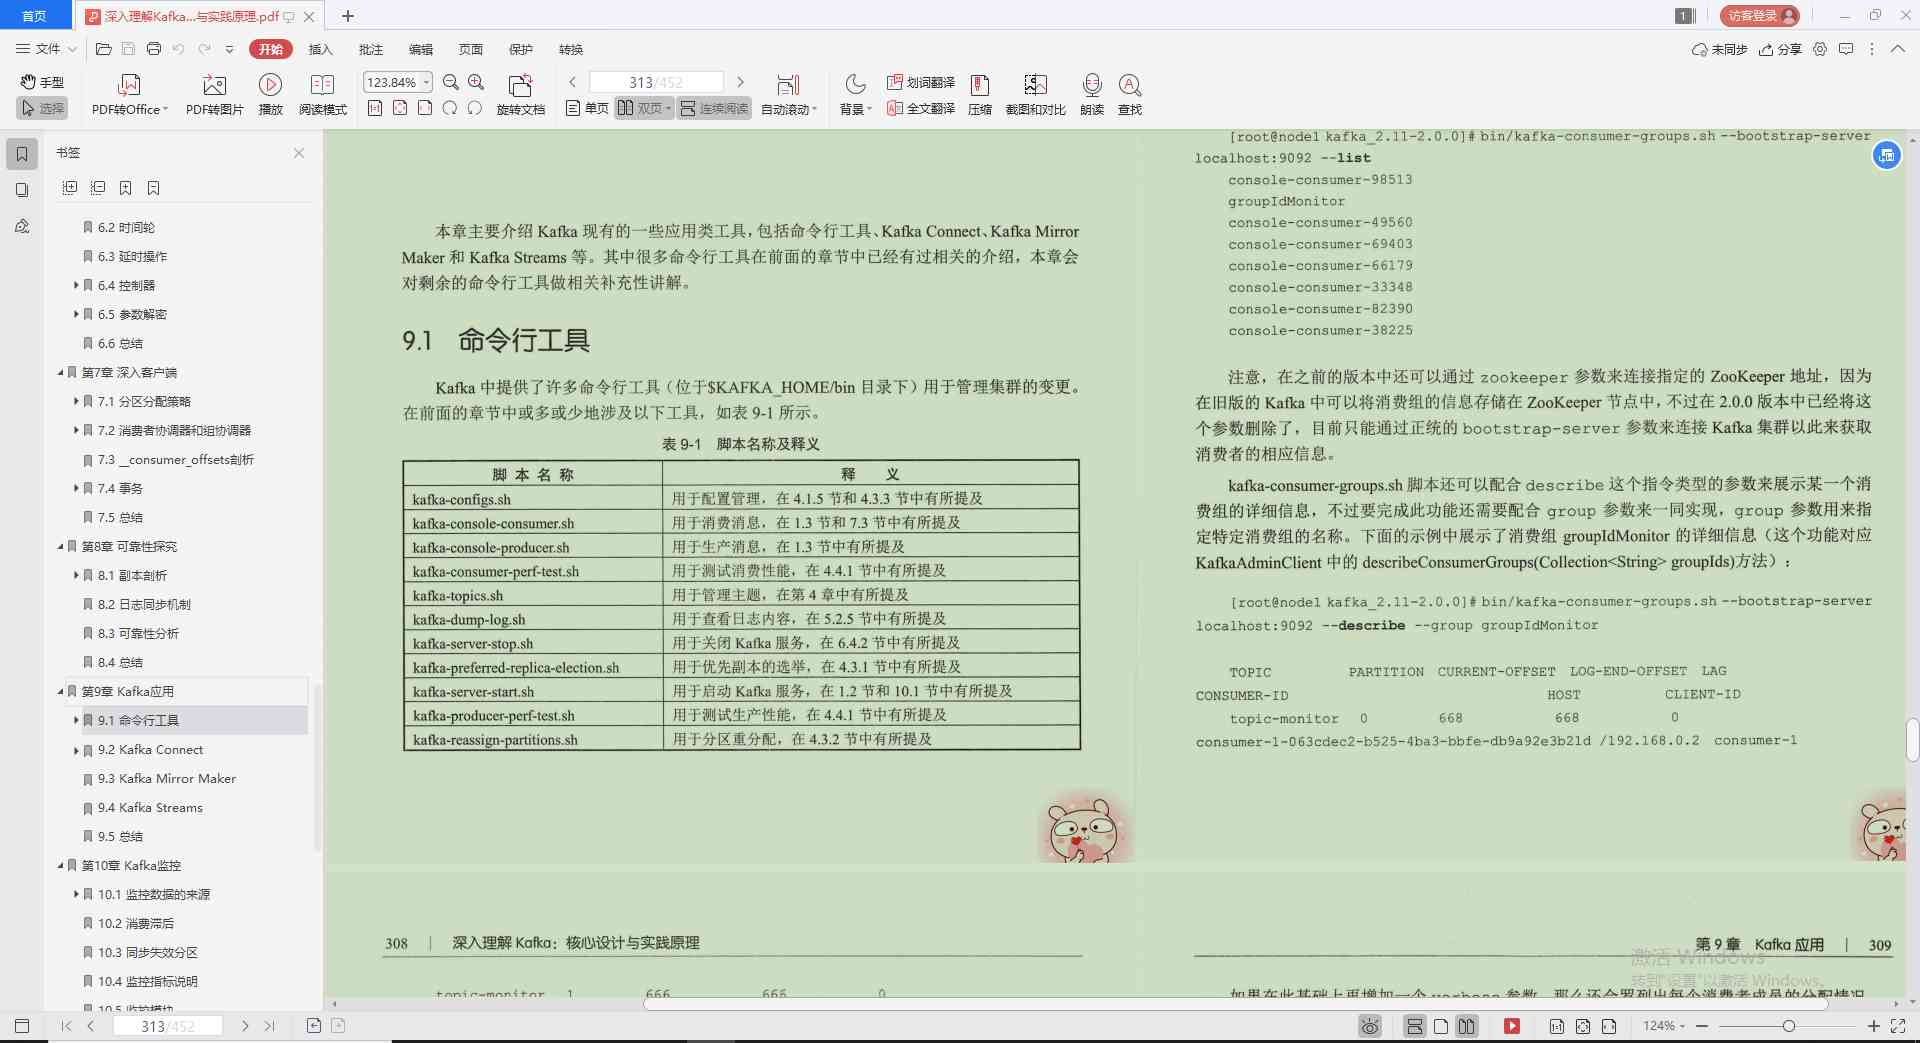 首页
深入理解Kafka...与实践原理.pdf
1
访客登录
文件
开始
插入
批注
编辑
页面
保护
转换
未同步
分享
手型
选择
PDF转Office
PDF转图片
播放
阅读模式
123.84%
旋转文档
313/452
单页
双页
连续阅读
自动滚动
背景
划词翻译
全文翻译
压缩
截图和对比
朗读
查找
书签
6.2 时间轮
6.3 延时操作
6.4 控制器
6.5 参数解密
6.6 总结
第7章 深入客户端
7.1 分区分配策略
7.2 消费者协调器和组协调器
7.3 __consumer_offsets剖析
7.4 事务
7.5 总结
第8章 可靠性探究
8.1 副本剖析
8.2 日志同步机制
8.3 可靠性分析
8.4 总结
第9章 Kafka应用
9.1 命令行工具
9.2 Kafka Connect
9.3 Kafka Mirror Maker
9.4 Kafka Streams
9.5 总结
第10章 Kafka监控
10.1 监控数据的来源
10.2 消费滞后
10.3 同步失效分区
10.4 监控指标说明
10.5 监控模块
本章主要介绍 Kafka 现有的一些应用类工具，包括命令行工具、Kafka Connect、Kafka Mirror
Maker 和 Kafka Streams 等。其中很多命令行工具在前面的章节中已经有过相关的介绍，本章会
对剩余的命令行工具做相关补充性讲解。
9.1 命令行工具
Kafka 中提供了许多命令行工具（位于$KAFKA_HOME/bin 目录下）用于管理集群的变更。
在前面的章节中或多或少地涉及以下工具，如表 9-1 所示。
表 9-1 脚本名称及释义
脚 本 名 称 释 义
kafka-configs.sh 用于配置管理，在 4.1.5 节和 4.3.3 节中有所提及
kafka-console-consumer.sh 用于消费消息，在 1.3 节和 7.3 节中有所提及
kafka-console-producer.sh 用于生产消息，在 1.3 节中有所提及
kafka-consumer-perf-test.sh 用于测试消费性能，在 4.4.1 节中有所提及
kafka-topics.sh 用于管理主题，在第 4 章中有所提及
kafka-dump-log.sh 用于查看日志内容，在 5.2.5 节中有所提及
kafka-server-stop.sh 用于关闭 Kafka 服务，在 6.4.2 节中有所提及
kafka-preferred-replica-election.sh 用于优先副本的选举，在 4.3.1 节中有所提及
kafka-server-start.sh 用于启动 Kafka 服务，在 1.2 节和 10.1 节中有所提及
kafka-producer-perf-test.sh 用于测试生产性能，在 4.4.1 节中有所提及
kafka-reassign-partitions.sh 用于分区重分配，在 4.3.2 节中有所提及
[root@node1 kafka_2.11-2.0.0]# bin/kafka-consumer-groups.sh --bootstrap-server
localhost:9092 --list
console-consumer-98513
groupIdMonitor
console-consumer-49560
console-consumer-69403
console-consumer-66179
console-consumer-33348
console-consumer-82390
console-consumer-38225
注意，在之前的版本中还可以通过 zookeeper 参数来连接指定的 ZooKeeper 地址，因为
在旧版的 Kafka 中可以将消费组的信息存储在 ZooKeeper 节点中，不过在 2.0.0 版本中已经将这
个参数删除了，目前只能通过正统的 bootstrap-server 参数来连接 Kafka 集群以此来获取
消费者的相应信息。
kafka-consumer-groups.sh 脚本还可以配合 describe 这个指令类型的参数来展示某一个消
费组的详细信息，不过要完成此功能还需要配合 group 参数来一同实现，group 参数用来指
定特定消费组的名称。下面的示例中展示了消费组 groupIdMonitor 的详细信息（这个功能对应
KafkaAdminClient 中的 describeConsumerGroups(Collection<String> groupIds)方法）：
[root@node1 kafka_2.11-2.0.0]# bin/kafka-consumer-groups.sh --bootstrap-server
localhost:9092 --describe --group groupIdMonitor
TOPIC PARTITION CURRENT-OFFSET LOG-END-OFFSET LAG
CONSUMER-ID HOST CLIENT-ID
topic-monitor 0 668 668 0
consumer-1-063cdec2-b525-4ba3-bbfe-db9a92e3b21d /192.168.0.2 consumer-1
308 | 深入理解 Kafka：核心设计与实践原理
第 9 章 Kafka 应用 | 309
topic-monitor 1 666 666 0
如果在此基础上再增加一个 verbose 参数，那么还会罗列出每个消费者成员的分配情况
激活 Windows
转到"设置"以激活 Windows。
313/452
124%